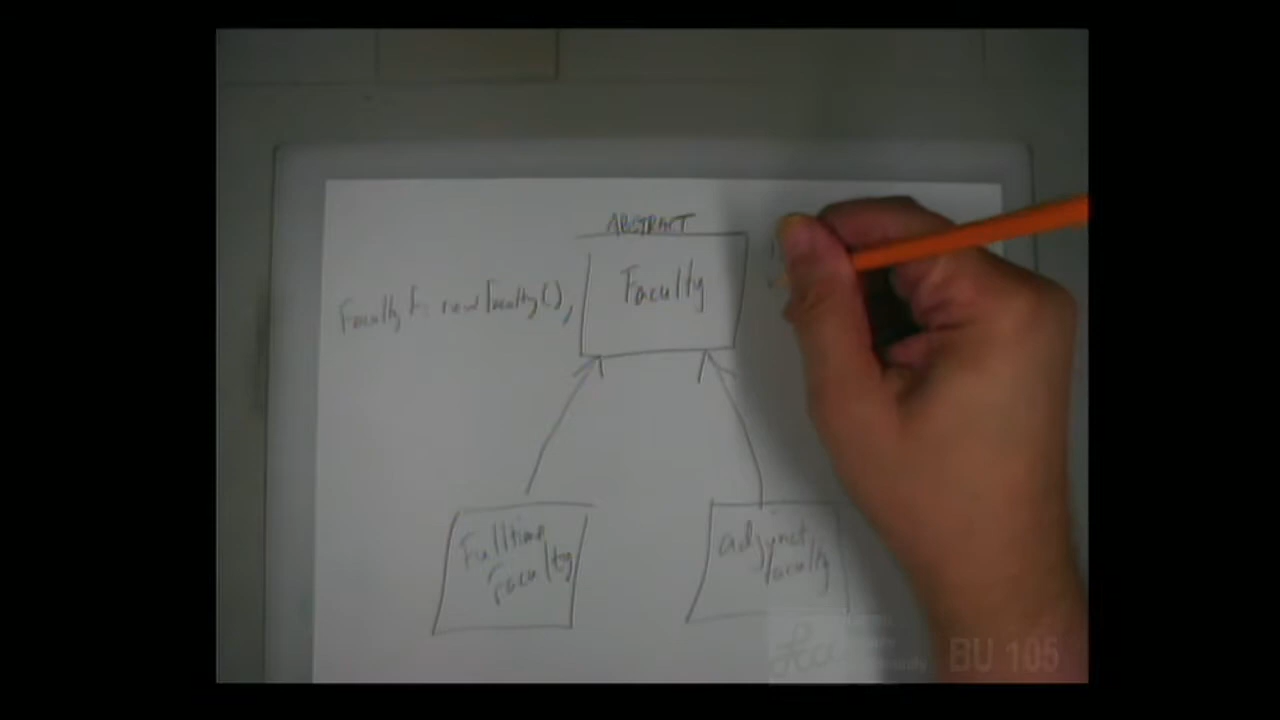 ABSTRACT
Faculty
Faculty f = new Faculty();
Fulltime
Faculty
adjunct
Faculty
BU 105